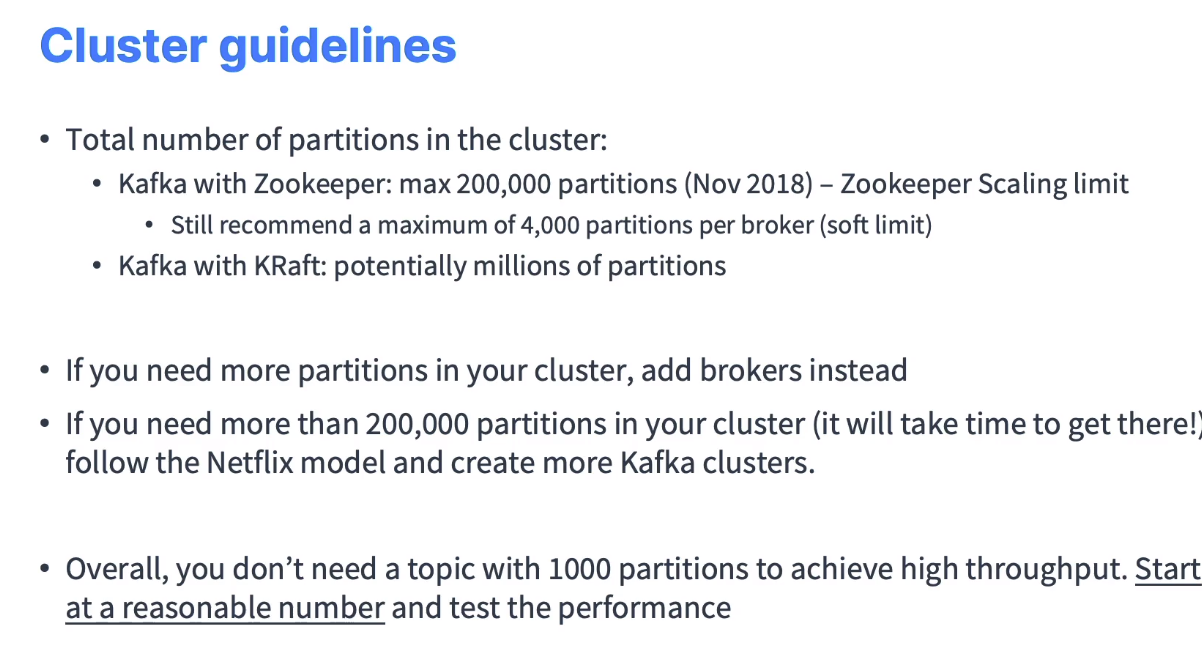 Cluster guidelines
• Total number of partitions in the cluster:
• Kafka with Zookeeper: max 200,000 partitions (Nov 2018) – Zookeeper Scaling limit
• Still recommend a maximum of 4,000 partitions per broker (soft limit)
• Kafka with KRaft: potentially millions of partitions
• If you need more partitions in your cluster, add brokers instead
• If you need more than 200,000 partitions in your cluster (it will take time to get there!)
follow the Netflix model and create more Kafka clusters.
• Overall, you don’t need a topic with 1000 partitions to achieve high throughput. Start
at a reasonable number and test the performance